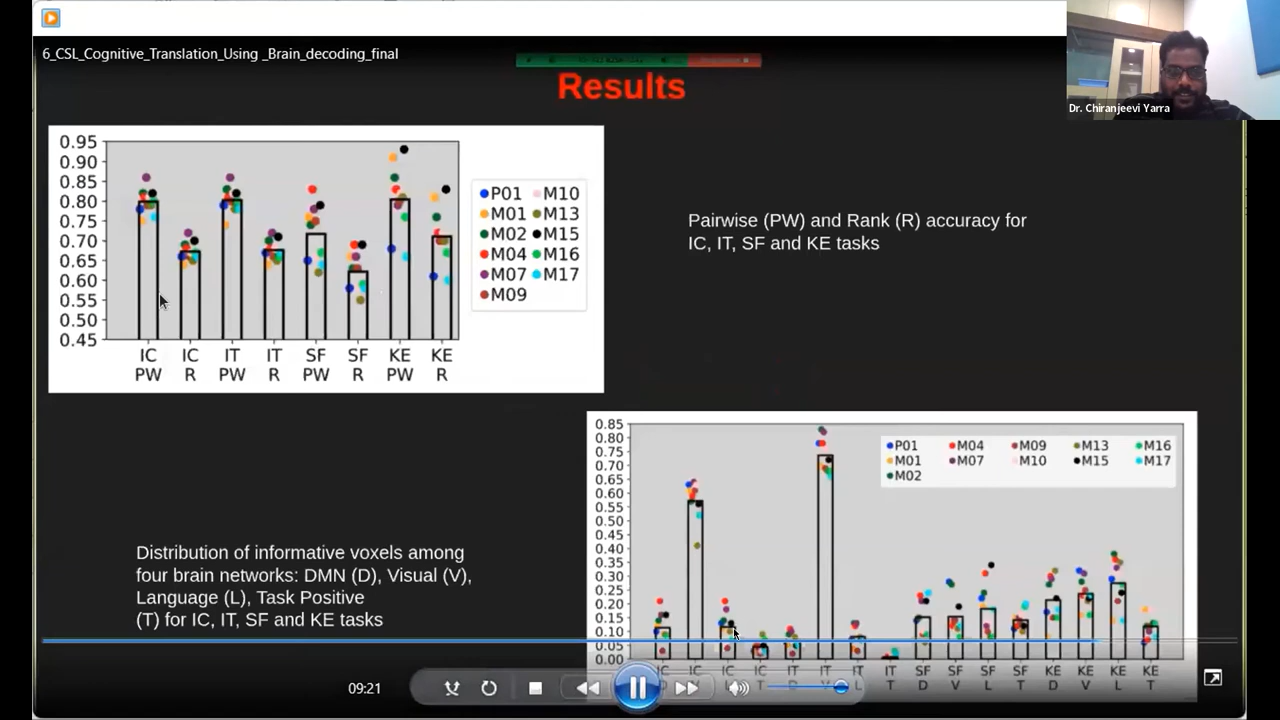 6_CSL_Cognitive_Translation_Using _Brain_decoding_final
Dr. Chiranjeevi Yarra
Results
0.95
0.90
0.85
0.80
0.75
0.70
0.65
0.60
0.55
0.50
0.45
IC IC IT IT SF SF KE KE
PW R PW R PW R PW R
P01 M10
M01 M13
M02 M15
M04 M16
M07 M17
M09
Pairwise (PW) and Rank (R) accuracy for
IC, IT, SF and KE tasks
Distribution of informative voxels among
four brain networks: DMN (D), Visual (V),
Language (L), Task Positive
(T) for IC, IT, SF and KE tasks
0.85
0.80
0.75
0.70
0.65
0.60
0.55
0.50
0.45
0.40
0.35
0.30
0.25
0.20
0.15
0.10
0.05
0.00
P01 M04 M09 M13 M16
M01 M07 M10 M15 M17
M02
IC IC IC IC IT IT IT IT SF SF SF SF KE KE KE KE
L T D V L T D V L T D V L T
09:21